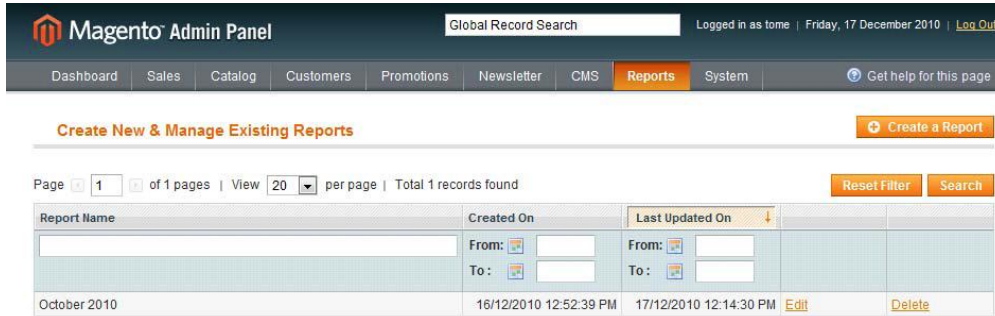 Magento Admin Panel
Global Record Search
Logged in as tome | Friday, 17 December 2010 | Log Out
Dashboard Sales Catalog Customers Promotions Newsletter CMS Reports System Get help for this page
Create New & Manage Existing Reports
Create a Report
Page 1 of 1 pages | View 20 per page | Total 1 records found
Reset Filter Search
Report Name Created On Last Updated On
From: From:
To : To :
October 2010 16/12/2010 12:52:39 PM 17/12/2010 12:14:30 PM Edit Delete